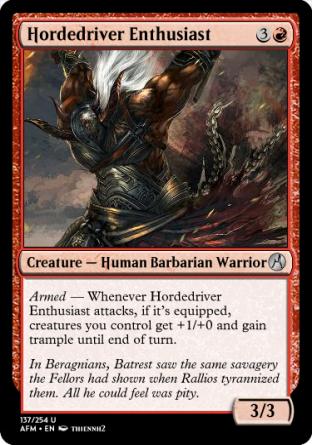 Hordedriver Enthusiast 3
Creature — Human Barbarian Warrior
Armed — Whenever Hordedriver
Enthusiast attacks, if it's equipped,
creatures you control get +1/+0 and gain
trample until end of turn.
In Beragnians, Batrest saw the same savagery
the Fellors had shown when Rallios tyrannized
them. All he could feel was pity.
3/3
137/254 U
AFM • EN THIENNHZ